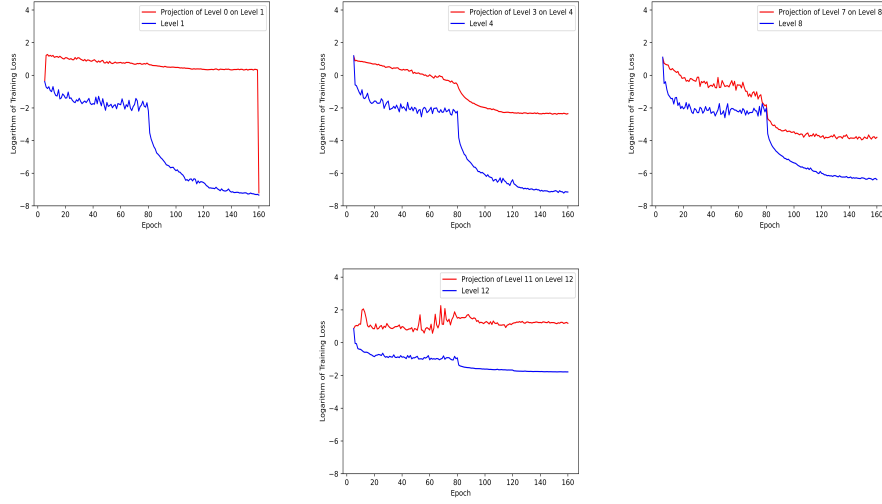 Projection of Level 0 on Level 1
Level 1
4
2
0
−2
−4
−6
−8
Logarithm of Training Loss
0 20 40 60 80 100 120 140 160
Epoch
Projection of Level 3 on Level 4
Level 4
4
2
0
−2
−4
−6
−8
Logarithm of Training Loss
0 20 40 60 80 100 120 140 160
Epoch
Projection of Level 7 on Level 8
Level 8
4
2
0
−2
−4
−6
−8
Logarithm of Training Loss
0 20 40 60 80 100 120 140 160
Epoch
Projection of Level 11 on Level 12
Level 12
4
2
0
−2
−4
−6
−8
Logarithm of Training Loss
0 20 40 60 80 100 120 140 160
Epoch